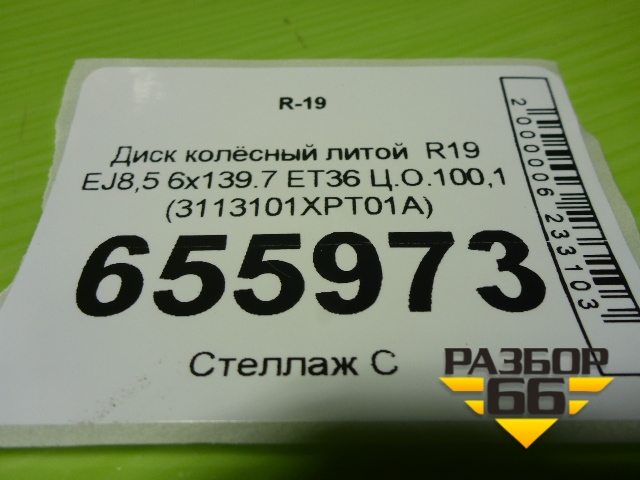 R-19
Диск колёсный литой R19
EJ8,5 6x139.7 ET36 Ц.О.100,1
(3113101XPT01A)
655973
Стеллаж С
2000006233103
РАЗБОР
66